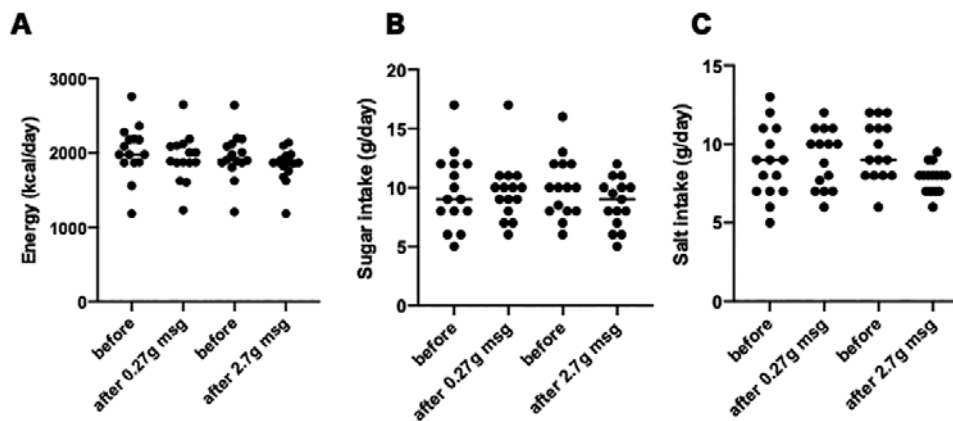 A
Energy (kcal/day)
3000
2000
1000
0
before
after 0.27g msg
before
after 2.7g msg
B
Sugar intake (g/day)
20
15
10
5
0
before
after 0.27g msg
before
after 2.7g msg
C
Salt intake (g/day)
15
10
5
0
before
after 0.27g msg
before
after 2.7g msg